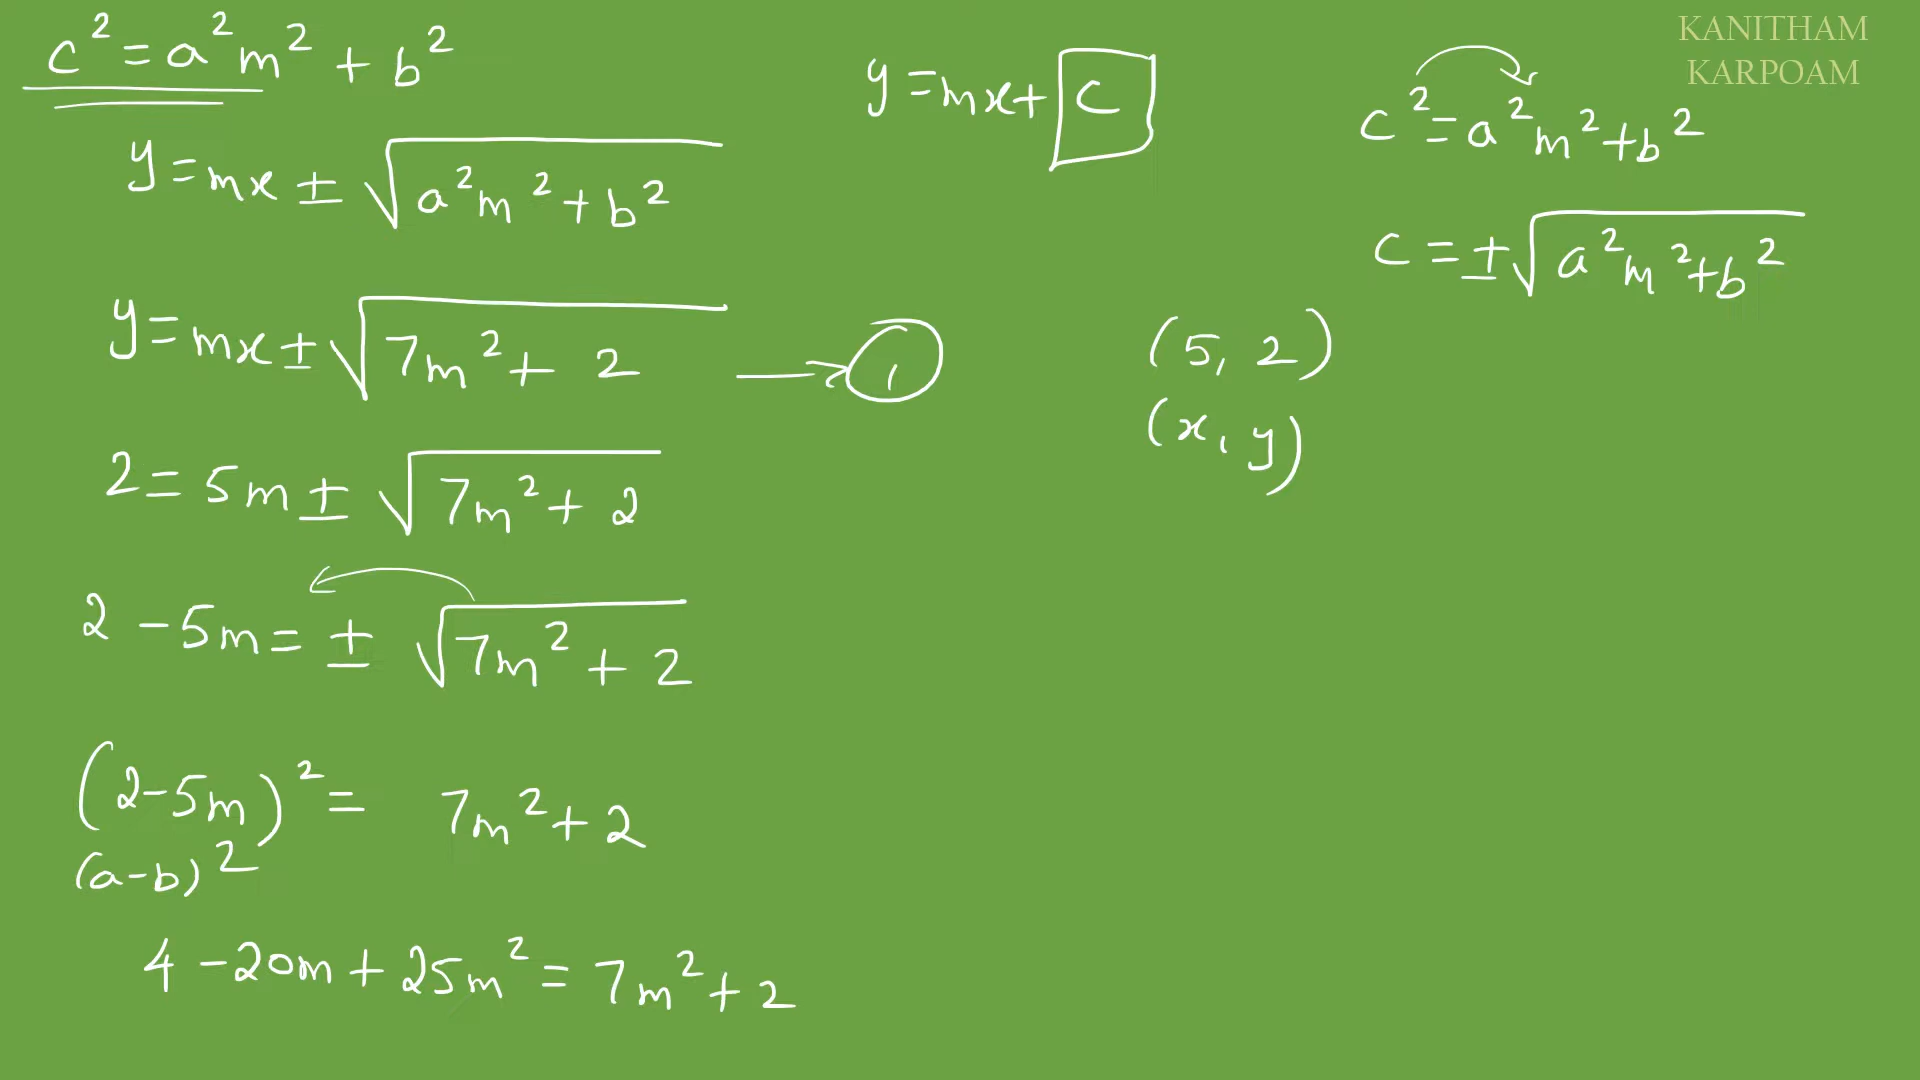 c² = a²m² + b²
y = mx ± √(a²m² + b²)
y = mx ± √(7m² + 2) → ①
2 = 5m ± √(7m² + 2)
2 - 5m = ± √(7m² + 2)
(2 - 5m)² = 7m² + 2
(a - b)²
4 - 20m + 25m² = 7m² + 2
y = mx + c
(5, 2)
(x, y)
KANITHAM
KARPOAM
c² = a²m² + b²
c = ± √(a²m² + b²)